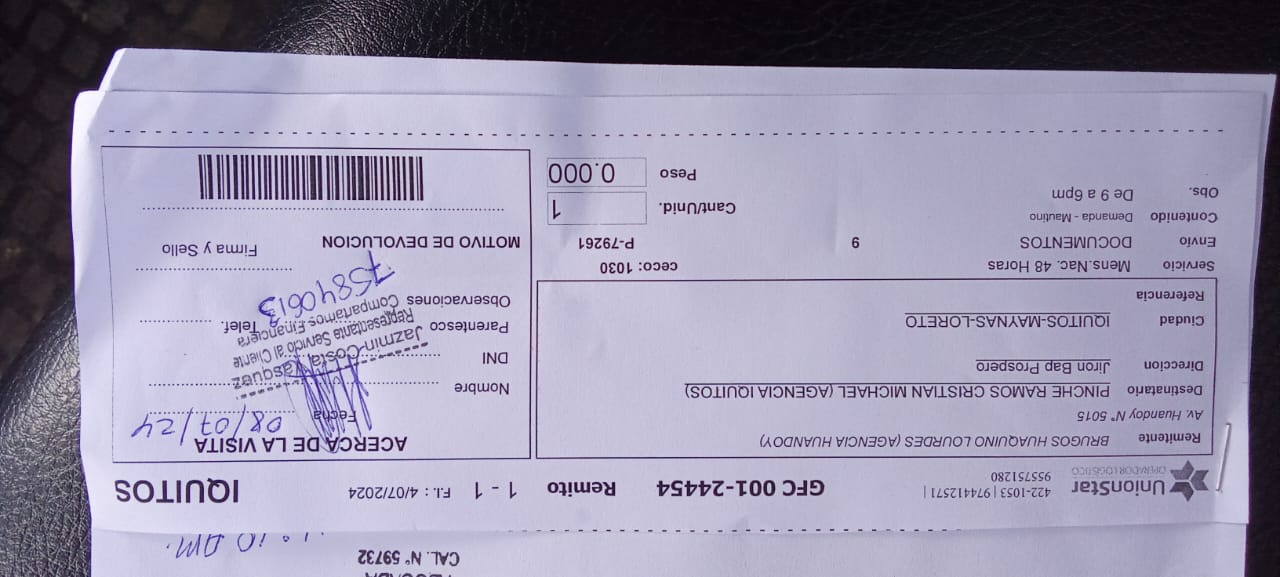 CAL. N° 59732
10 AM.
UnionStar
OPERADOR LOGISTICO
422-1053 | 974412571 |
955751280
GFC 001-24454
Remito 1 - 1 F.I. : 4/07/2024
IQUITOS
Remitente BRUGOS HUAQUINO LOURDES (AGENCIA HUANDOY)
Av. Huandoy N° 5015
Destinatario PINCHE RAMOS CRISTIAN MICHAEL (AGENCIA IQUITOS)
Direccion Jiron Bap Prospero
Ciudad IQUITOS-MAYNAS-LORETO
Referencia
Servicio Mens.Nac. 48 Horas ceco: 1030
Envio DOCUMENTOS 9 P-79261
Contenido Demanda - Mautino Cant/Unid. 1
Obs. De 9 a 6pm Peso 0.000
ACERCA DE LA VISITA
Fecha 08/07/24
Nombre
DNI
Parentesco Telef.
Observaciones
Jazmin Costa Vasquez
Representante Servicio al Cliente
Compartamos Financiera
75840613
MOTIVO DE DEVOLUCION Firma y Sello